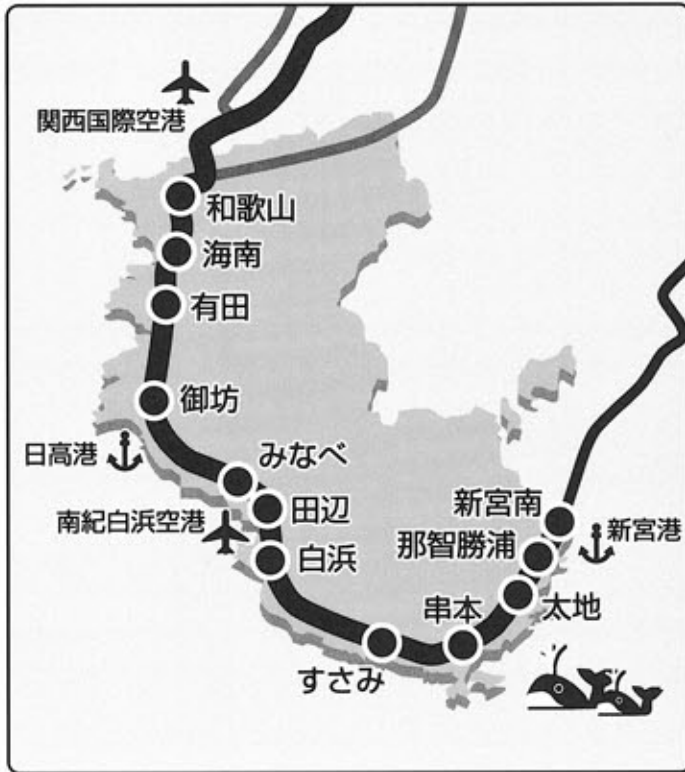 関西国際空港
和歌山
海南
有田
御坊
日高港
みなべ
南紀白浜空港
田辺
白浜
すさみ
串本
太地
那智勝浦
新宮南
新宮港